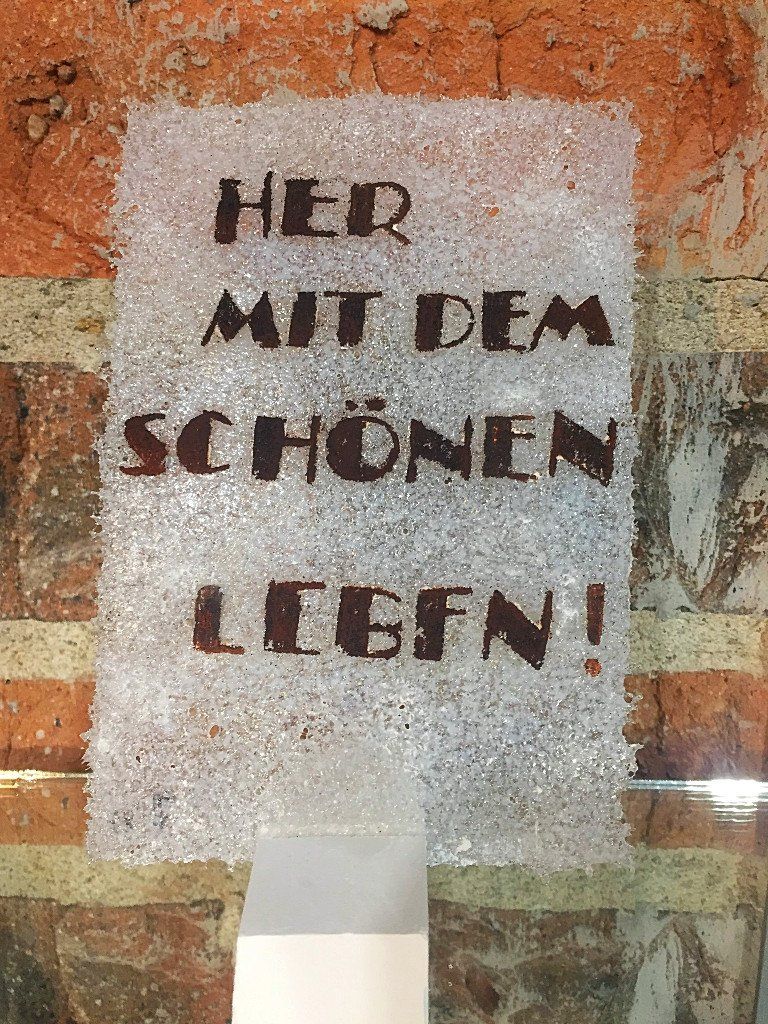 HER
MIT DEM
SCHÖNEN
LEBEN!